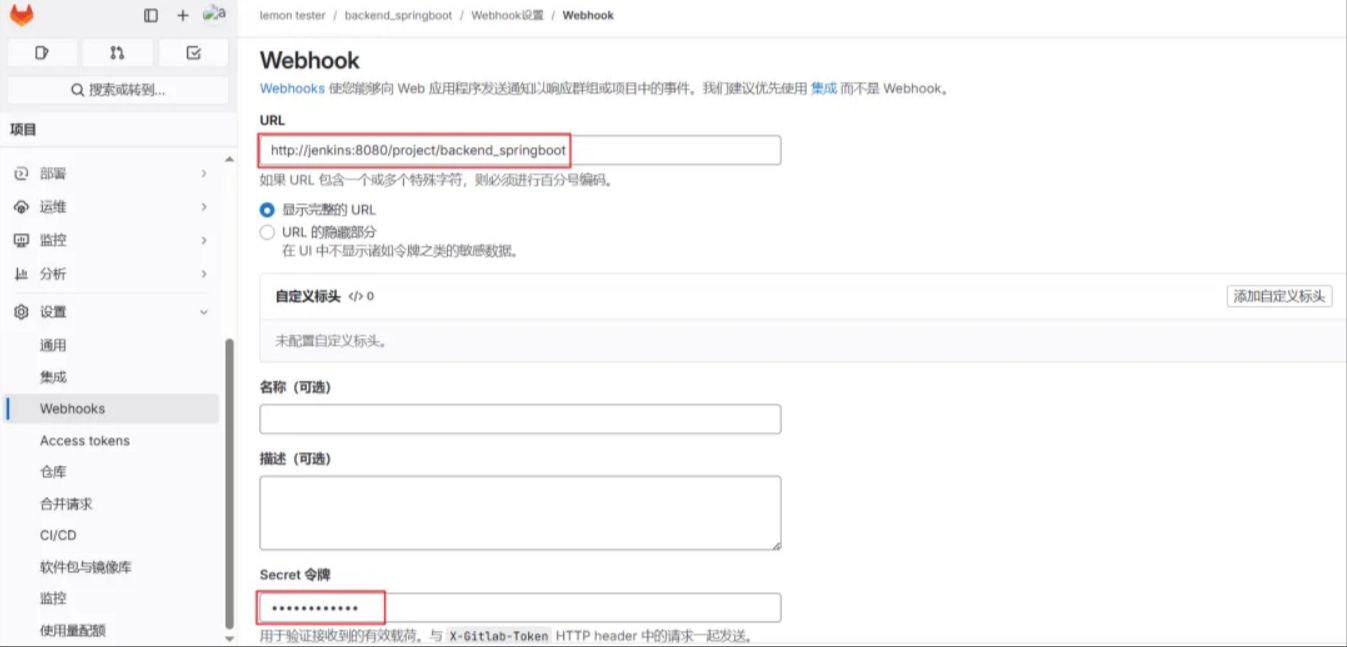 a
lemon tester / backend_springboot / Webhook设置 / Webhook
搜索或转到...
项目
部署
运维
监控
分析
设置
通用
集成
Webhooks
Access tokens
仓库
合并请求
CI/CD
软件包与镜像库
监控
使用量配额
Webhook
Webhooks 使您能够向 Web 应用程序发送通知以响应群组或项目中的事件。我们建议优先使用 集成 而不是 Webhook。
URL
http://jenkins:8080/project/backend_springboot
如果 URL 包含一个或多个特殊字符，则必须进行百分号编码。
显示完整的 URL
URL 的隐藏部分
在 UI 中不显示诸如令牌之类的敏感数据。
自定义标头 </> 0
添加自定义标头
未配置自定义标头。
名称（可选）
描述（可选）
Secret 令牌
••••••••••••
用于验证接收到的有效载荷。与 X-Gitlab-Token HTTP header 中的请求一起发送。